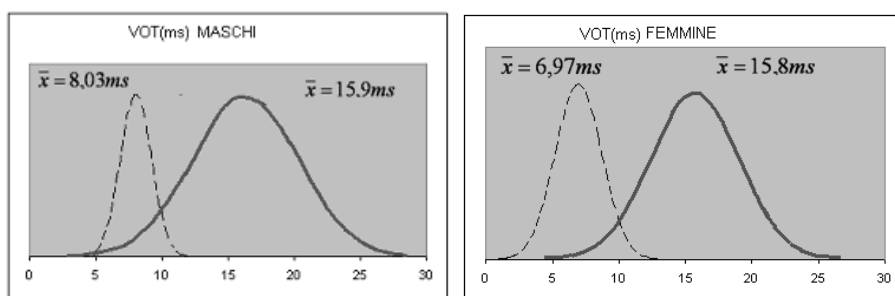 VOT(ms) MASCHI
x̄ = 8,03ms
x̄ = 15.9ms
0 5 10 15 20 25 30
VOT(ms) FEMMINE
x̄ = 6,97ms
x̄ = 15,8ms
0 5 10 15 20 25 30